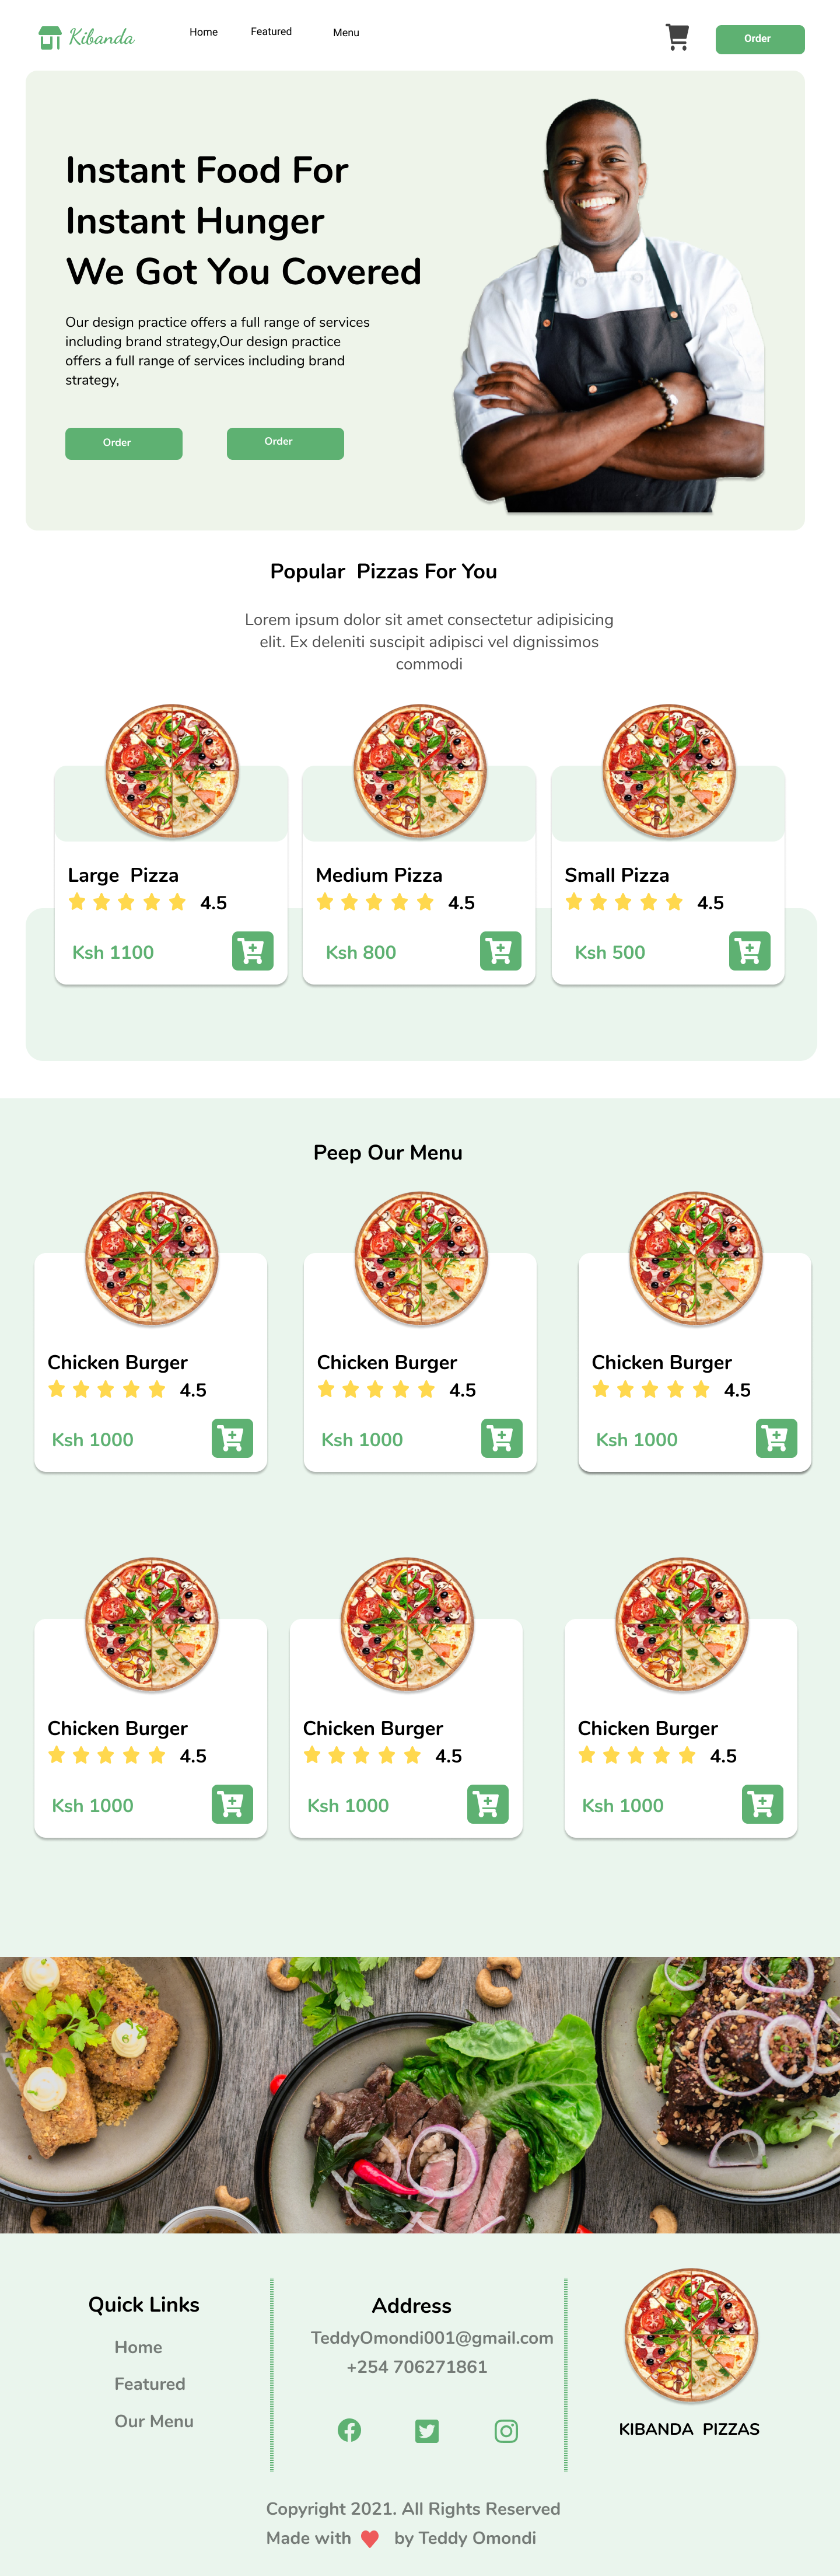 Kibanda
Home Featured Menu
Order
Instant Food For
Instant Hunger
We Got You Covered
Our design practice offers a full range of services
including brand strategy,Our design practice
offers a full range of services including brand
strategy,
Order
Order
Popular Pizzas For You
Lorem ipsum dolor sit amet consectetur adipisicing
elit. Ex deleniti suscipit adipisci vel dignissimos
commodi
Large Pizza
4.5
Ksh 1100
Medium Pizza
4.5
Ksh 800
Small Pizza
4.5
Ksh 500
Peep Our Menu
Chicken Burger
4.5
Ksh 1000
Chicken Burger
4.5
Ksh 1000
Chicken Burger
4.5
Ksh 1000
Chicken Burger
4.5
Ksh 1000
Chicken Burger
4.5
Ksh 1000
Chicken Burger
4.5
Ksh 1000
Quick Links
Home
Featured
Our Menu
Address
TeddyOmondi001@gmail.com
+254 706271861
KIBANDA PIZZAS
Copyright 2021. All Rights Reserved
Made with by Teddy Omondi